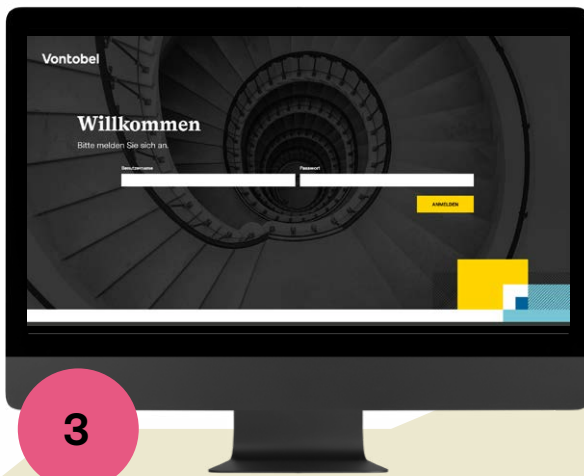 Vontobel
Willkommen
Bitte melden Sie sich an.
Benutzername
Passwort
ANMELDEN
3